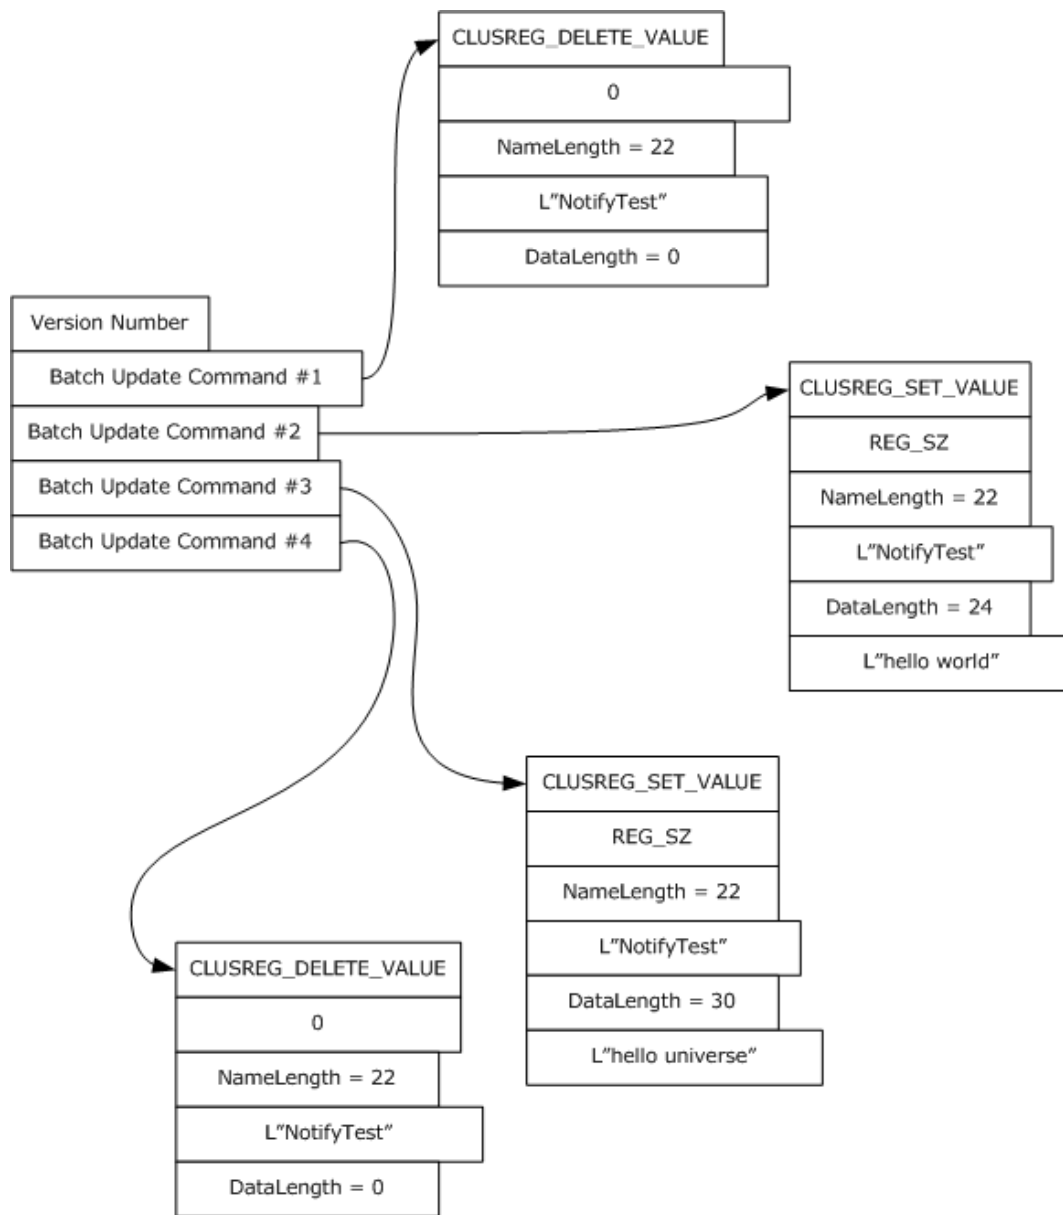 CLUSREG_DELETE_VALUE
0
NameLength = 22
L”NotifyTest”
DataLength = 0
Version Number
Batch Update Command #1
Batch Update Command #2
Batch Update Command #3
Batch Update Command #4
CLUSREG_SET_VALUE
REG_SZ
NameLength = 22
L”NotifyTest”
DataLength = 24
L”hello world”
CLUSREG_SET_VALUE
REG_SZ
NameLength = 22
L”NotifyTest”
DataLength = 30
L”hello universe”
CLUSREG_DELETE_VALUE
0
NameLength = 22
L”NotifyTest”
DataLength = 0